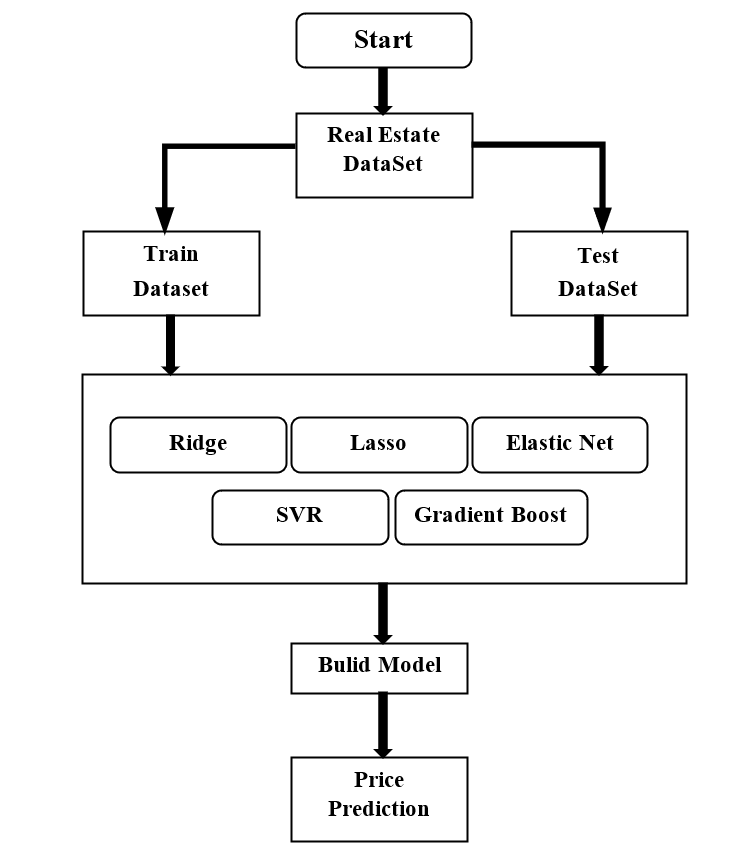 Start
Real Estate
DataSet
Train
Dataset
Test
DataSet
Ridge
Lasso
Elastic Net
SVR
Gradient Boost
Bulid Model
Price
Prediction